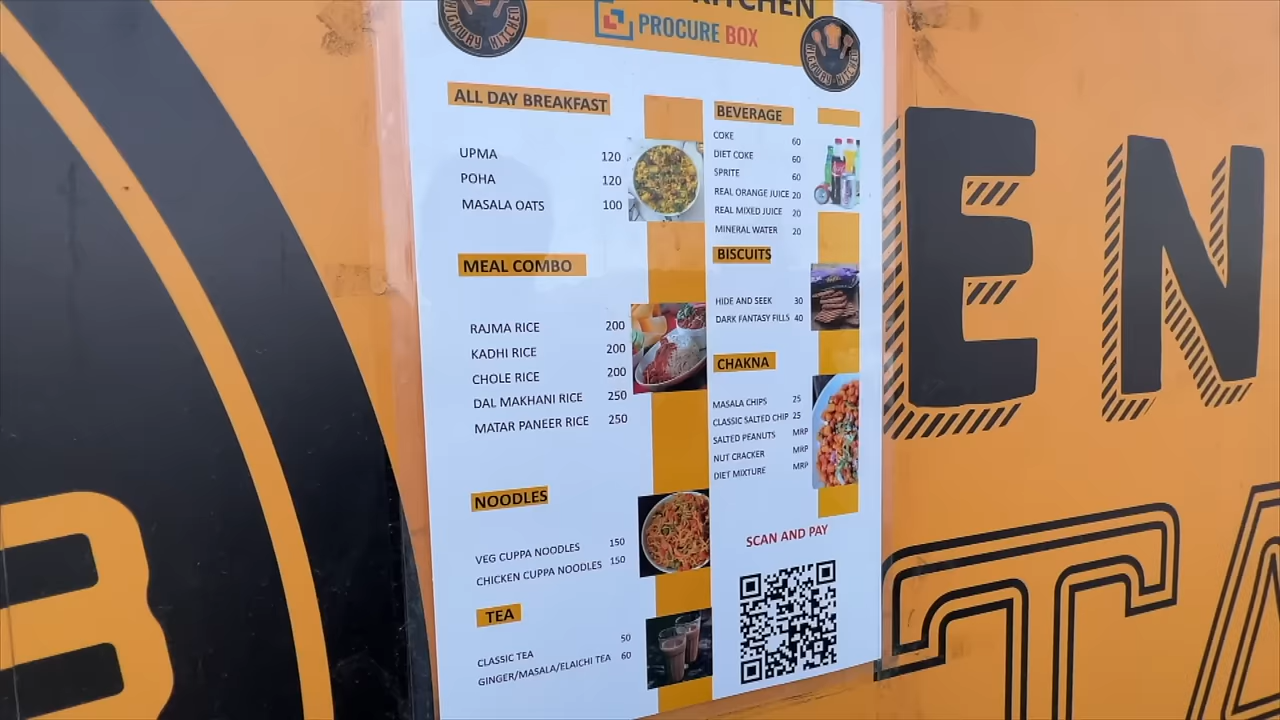 KITCHEN
PROCURE BOX
HIGHWAY KITCHEN
HIGHWAY KITCHEN
ALL DAY BREAKFAST
UPMA 120
POHA 120
MASALA OATS 100
MEAL COMBO
RAJMA RICE 200
KADHI RICE 200
CHOLE RICE 200
DAL MAKHANI RICE 250
MATAR PANEER RICE 250
NOODLES
VEG CUPPA NOODLES 150
CHICKEN CUPPA NOODLES 150
TEA
CLASSIC TEA 50
GINGER/MASALA/ELAICHI TEA 60
BEVERAGE
COKE 60
DIET COKE 60
SPRITE 60
REAL ORANGE JUICE 20
REAL MIXED JUICE 20
MINERAL WATER 20
BISCUITS
HIDE AND SEEK 30
DARK FANTASY FILLS 40
CHAKNA
MASALA CHIPS 25
CLASSIC SALTED CHIP 25
SALTED PEANUTS MRP
NUT CRACKER MRP
DIET MIXTURE MRP
SCAN AND PAY
EN
TA
B